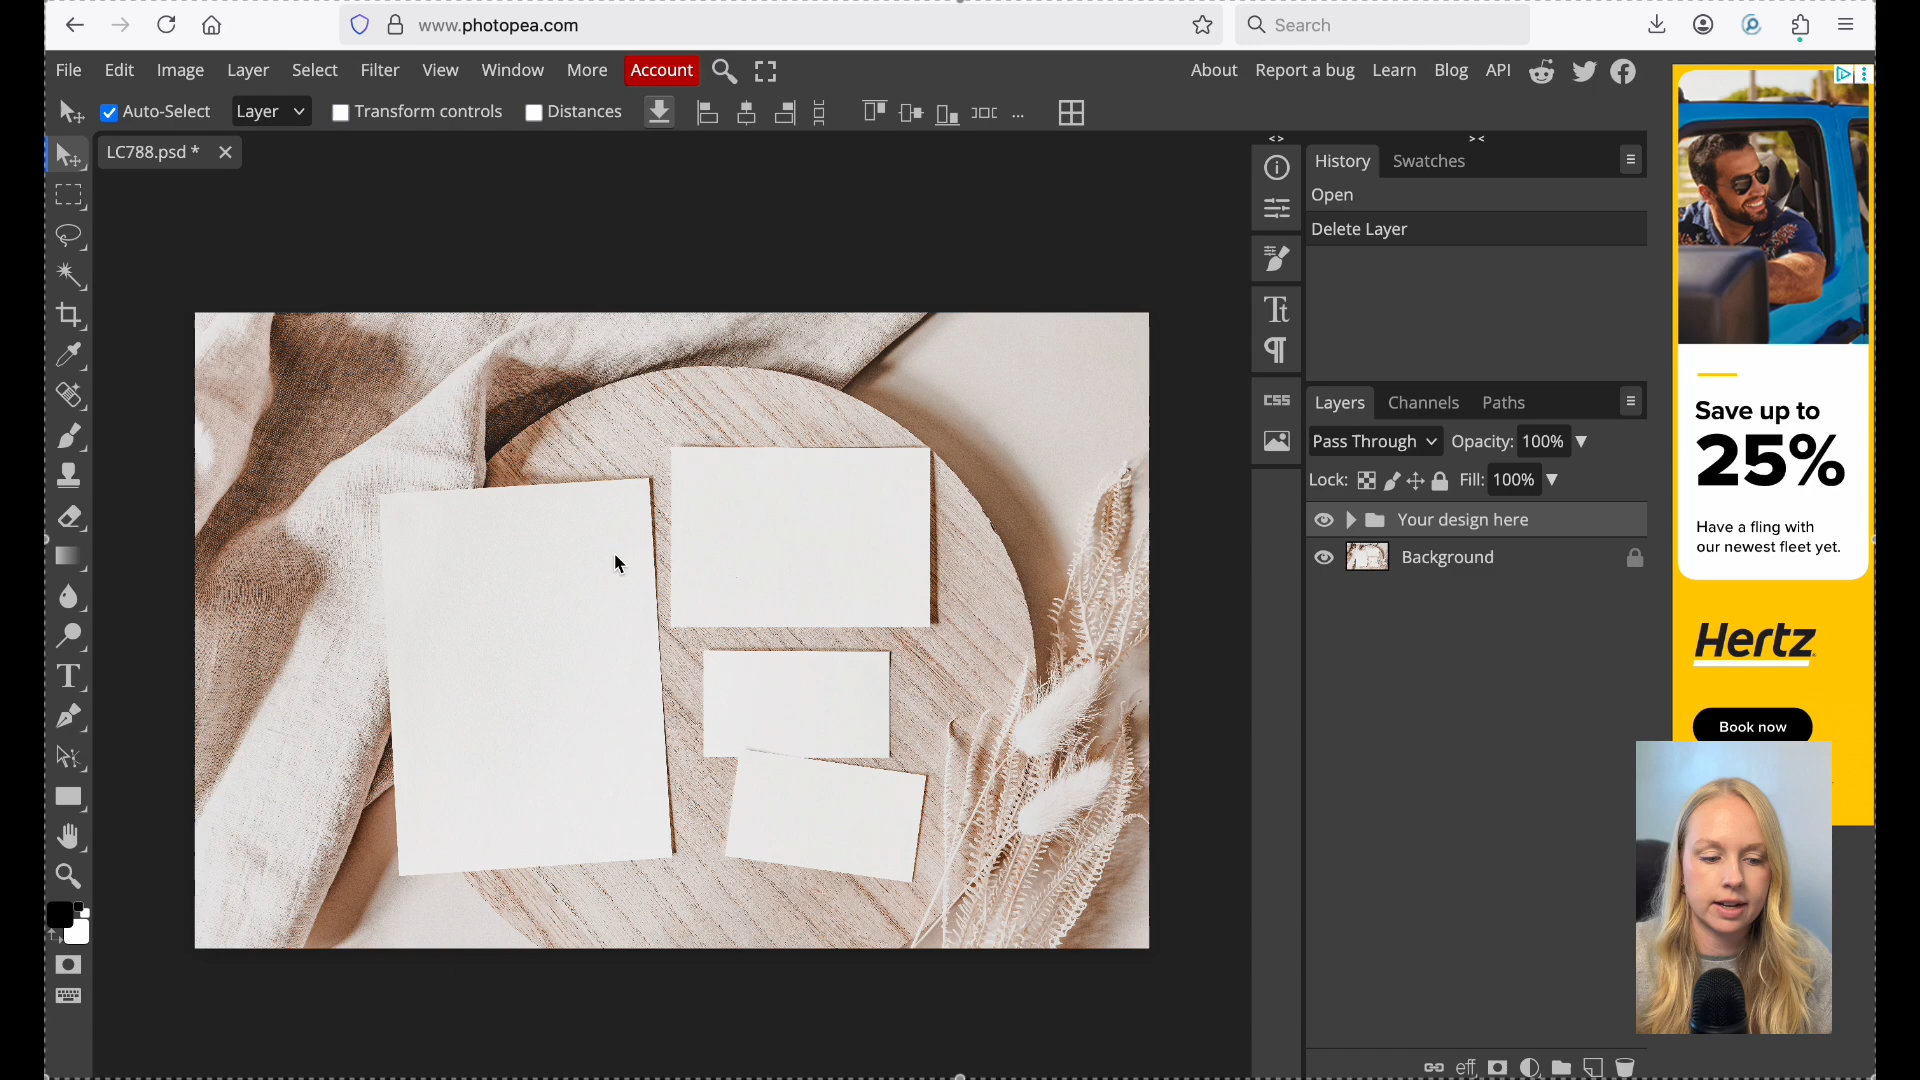 www.photopea.com
Search
File Edit Image Layer Select Filter View Window More Account
About Report a bug Learn Blog API
Auto-Select Layer Transform controls Distances ...
LC788.psd *
History Swatches
Open
Delete Layer
CSS
Layers Channels Paths
Pass Through Opacity: 100%
Lock: Fill: 100%
Your design here
Background
eff
Save up to
25%
Have a fling with
our newest fleet yet.
Hertz
Book now